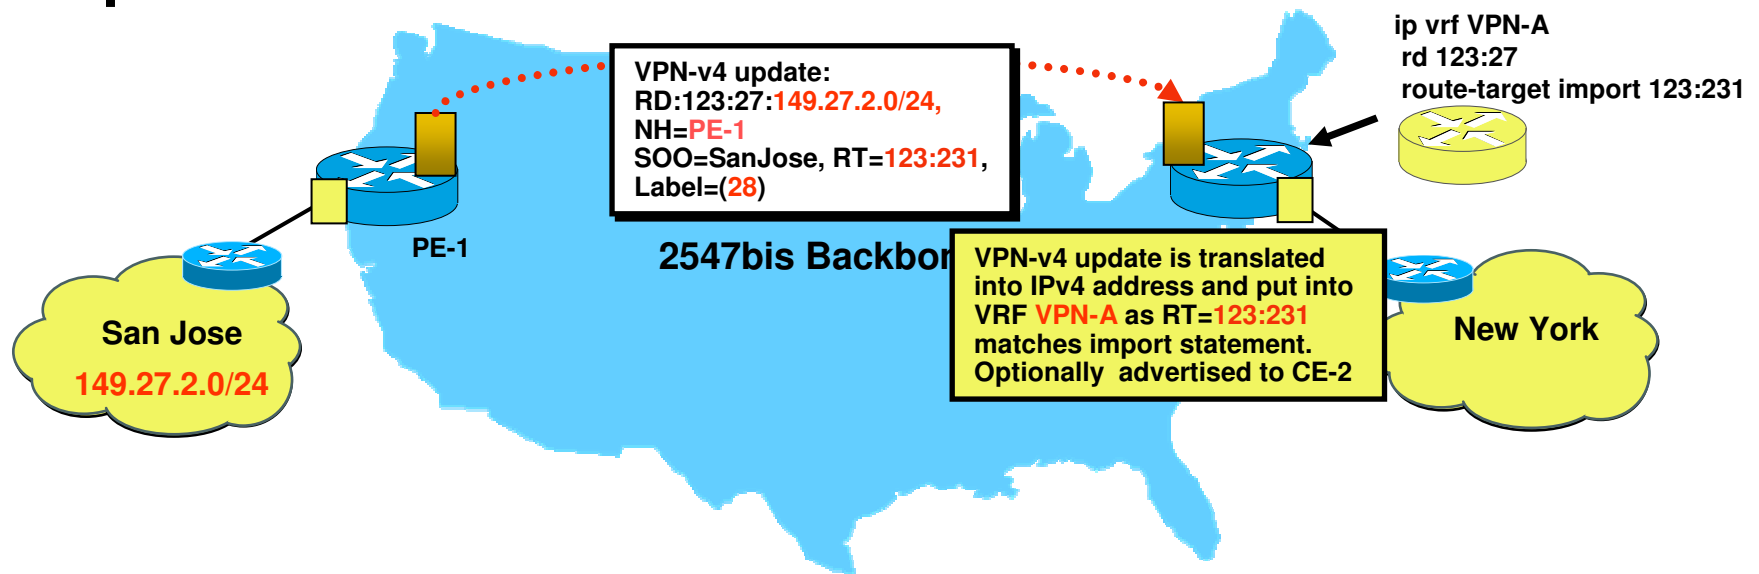 ip vrf VPN-A
rd 123:27
route-target import 123:231
VPN-v4 update:
RD:123:27:149.27.2.0/24,
NH=PE-1
SOO=SanJose, RT=123:231,
Label=(28)
PE-1
2547bis Backbon
VPN-v4 update is translated
into IPv4 address and put into
VRF VPN-A as RT=123:231
matches import statement.
Optionally advertised to CE-2
San Jose
149.27.2.0/24
New York